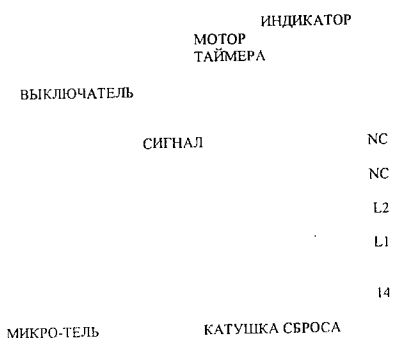 ИНДИКАТОР
МОТОР
ТАЙМЕРА
ВЫКЛЮЧАТЕЛЬ
СИГНАЛ
NC
NC
L2
L1
14
МИКРО-ТЕЛЬ
КАТУШКА СБРОСА